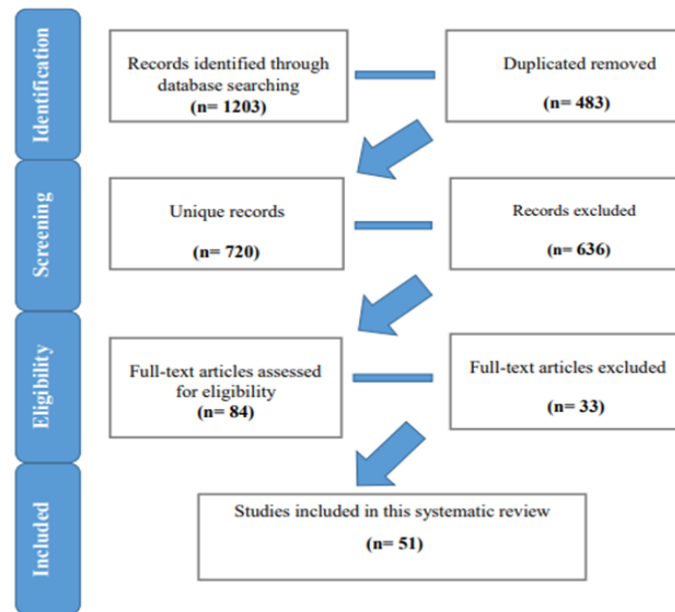 Identification
Records identified through
database searching
(n= 1203)
Duplicated removed
(n= 483)
Screening
Unique records
(n= 720)
Records excluded
(n= 636)
Eligibility
Full-text articles assessed
for eligibility
(n= 84)
Full-text articles excluded
(n= 33)
Included
Studies included in this systematic review
(n= 51)